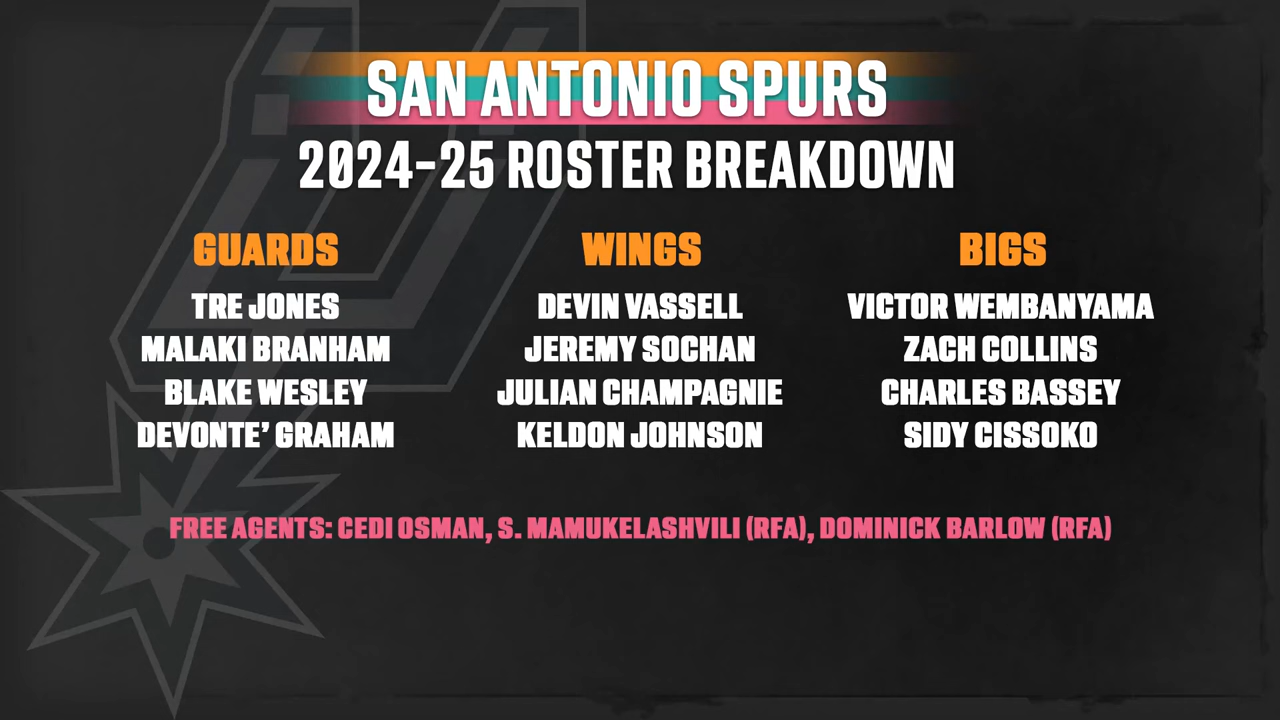 SAN ANTONIO SPURS
2024-25 ROSTER BREAKDOWN
GUARDS
TRE JONES
MALAKI BRANHAM
BLAKE WESLEY
DEVONTE' GRAHAM
WINGS
DEVIN VASSELL
JEREMY SOCHAN
JULIAN CHAMPAGNIE
KELDON JOHNSON
BIGS
VICTOR WEMBANYAMA
ZACH COLLINS
CHARLES BASSEY
SIDY CISSOKO
FREE AGENTS: CEDI OSMAN, S. MAMUKELASHVILI (RFA), DOMINICK BARLOW (RFA)